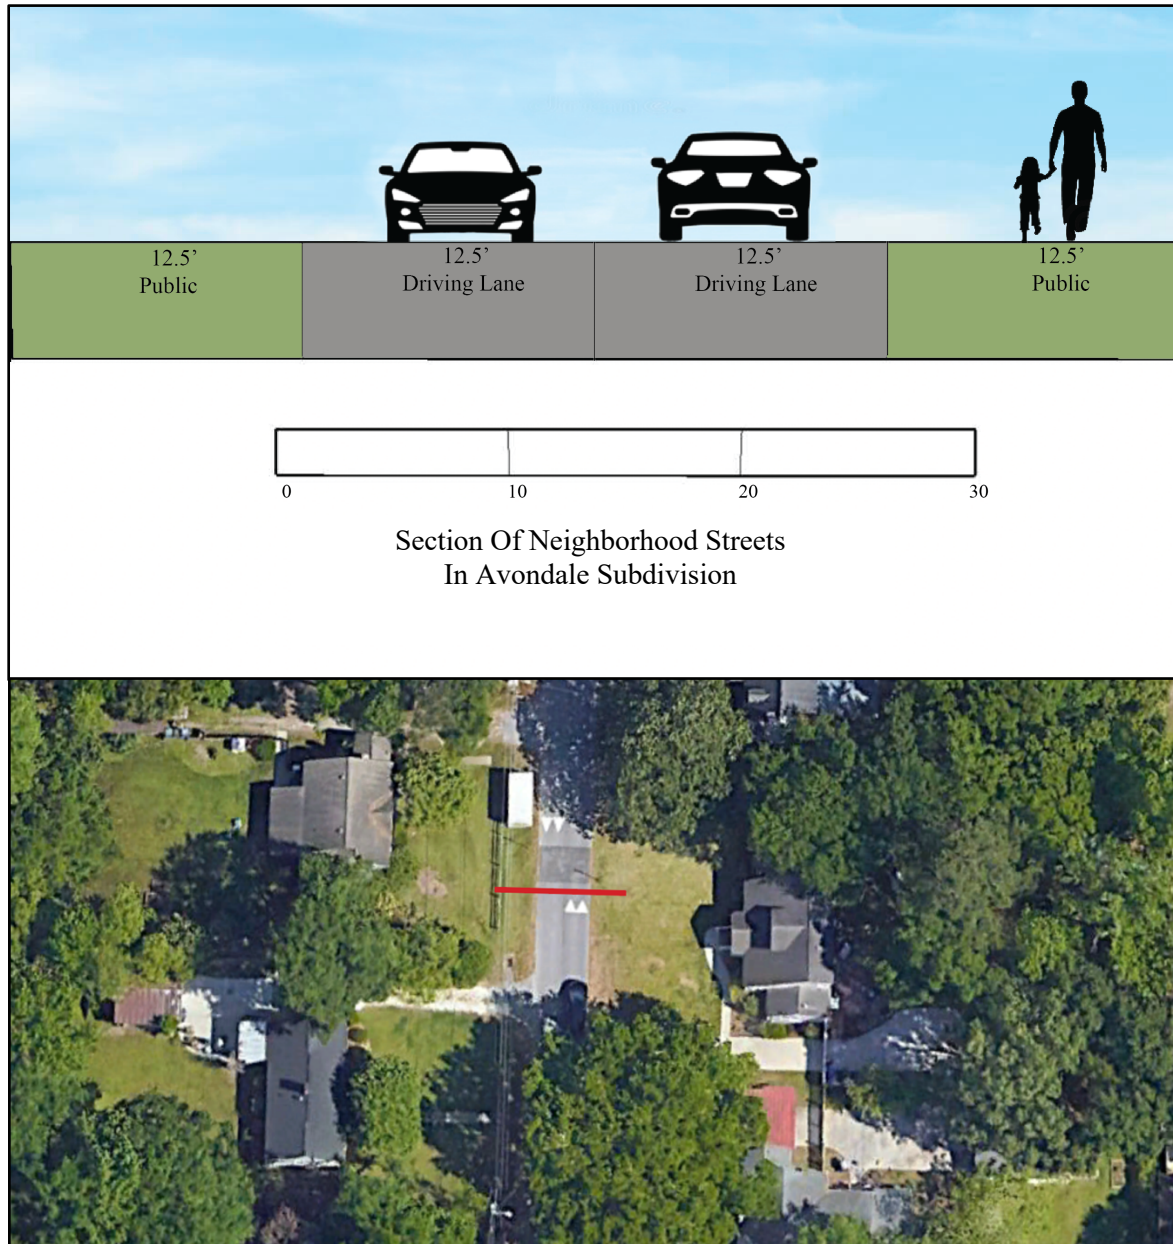 12.5’
Public
12.5’
Driving Lane
12.5’
Driving Lane
12.5’
Public
0 10 20 30
Section Of Neighborhood Streets
In Avondale Subdivision